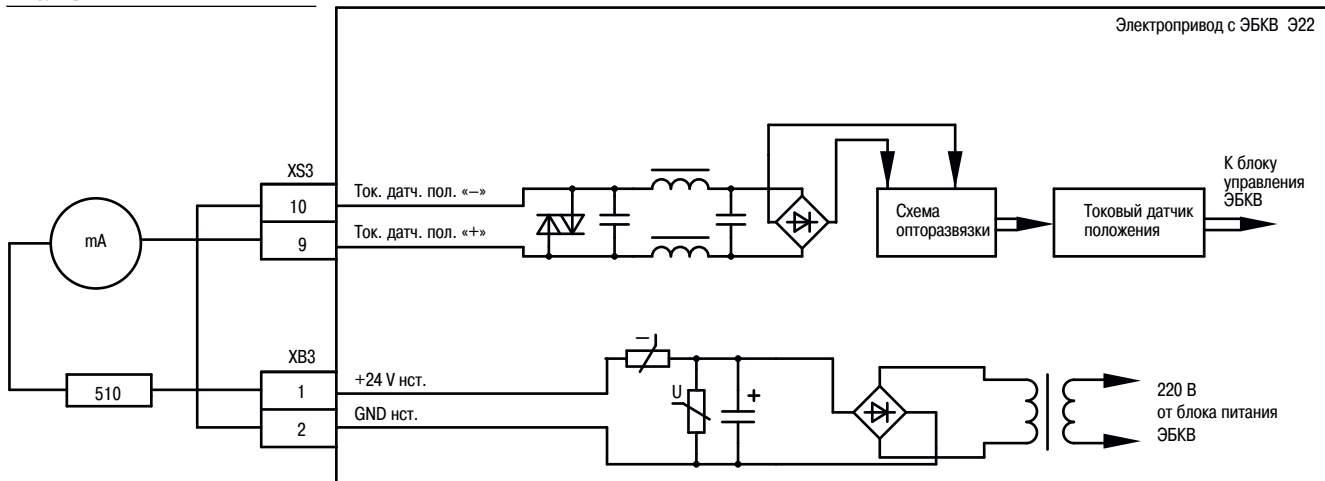 Электропривод с ЭБКВ Э22
XS3
10
9
Ток. датч. пол. «–»
Ток. датч. пол. «+»
mA
Схема
опторазвязки
Токовый датчик
положения
К блоку
управления
ЭБКВ
XB3
1
2
+24 V нст.
GND нст.
510
–
U
+
220 В
от блока питания
ЭБКВ